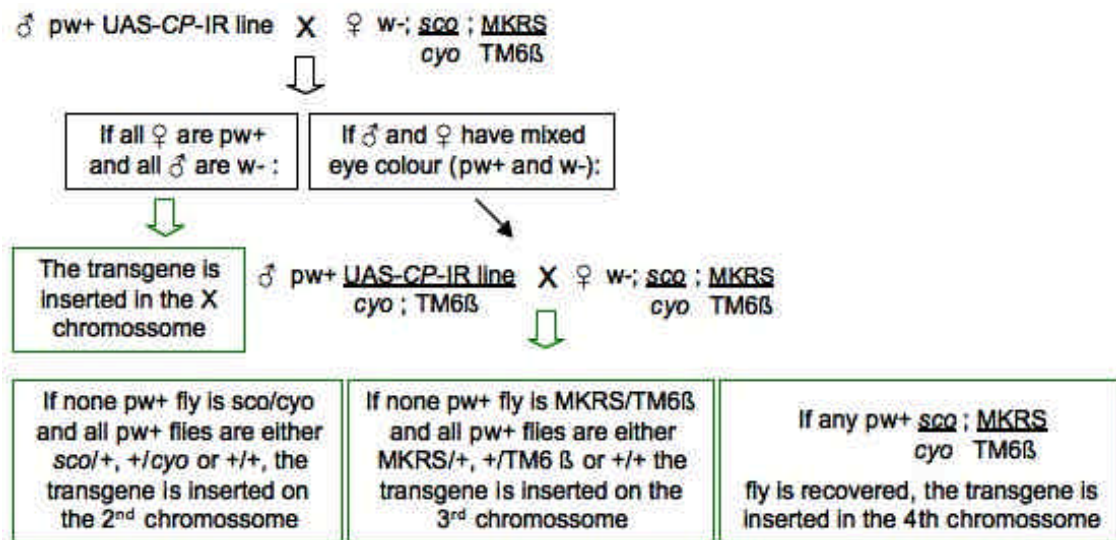 ♂ pw+ UAS-CP-IR line X ♀ w-; sco ; MKRS
cyo TM6ß
If all ♀ are pw+
and all ♂ are w- :
If ♂ and ♀ have mixed
eye colour (pw+ and w-):
The transgene is
inserted in the X
chromossome
♂ pw+ UAS-CP-IR line X ♀ w-; sco ; MKRS
cyo ; TM6ß cyo TM6ß
If none pw+ fly is sco/cyo
and all pw+ flies are either
sco/+, +/cyo or +/+, the
transgene is inserted on
the 2nd chromossome
If none pw+ fly is MKRS/TM6ß
and all pw+ flies are either
MKRS/+, +/TM6 ß or +/+ the
transgene is inserted on the
3rd chromossome
If any pw+ sco ; MKRS
cyo TM6ß
fly is recovered, the transgene is
inserted in the 4th chromossome